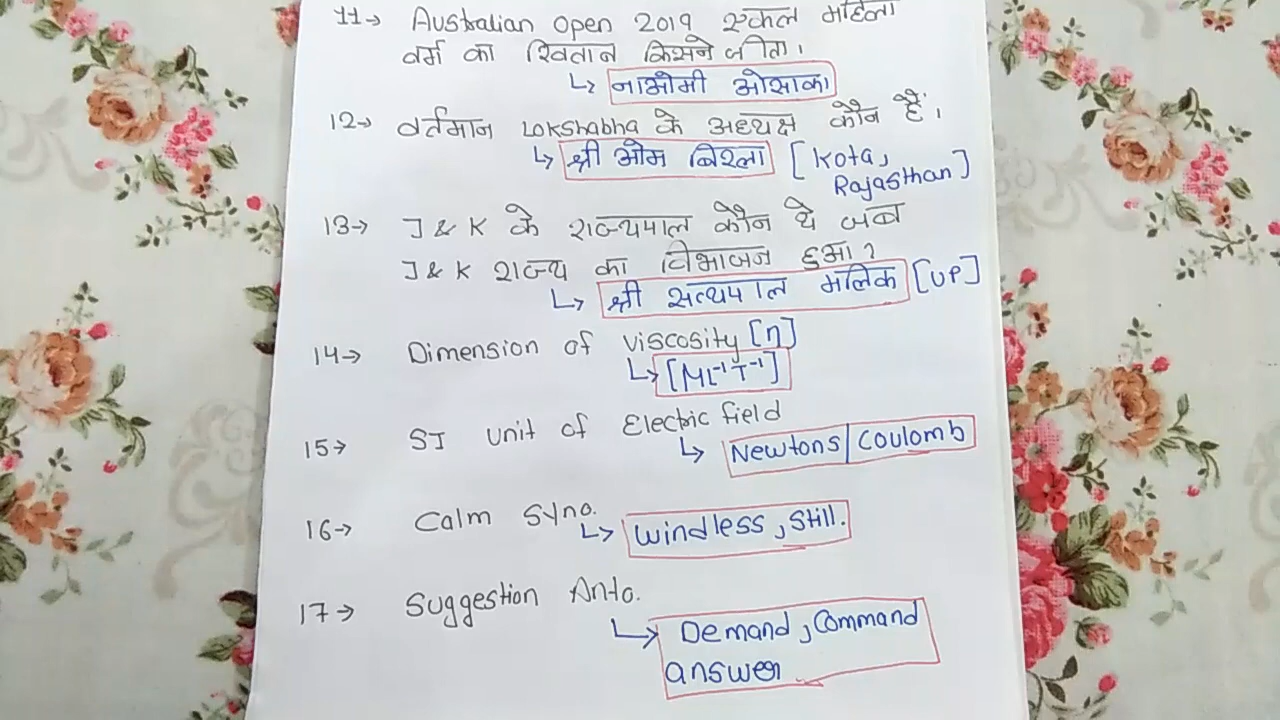 11→ Australian Open 2019 एकल महिला
वर्ग का खिताब किसने जीता।
↳ नाओमी ओसाका
12→ वर्तमान Lokshabha के अध्यक्ष कौन हैं।
↳ श्री ओम बिरला [Kota,
Rajasthan]
13→ J & K के राज्यपाल कौन थे जब
J & K राज्य का विभाजन हुआ?
↳ श्री सत्यपाल मलिक [UP]
14→ Dimension of viscosity [η]
↳ [ML⁻¹T⁻¹]
15→ SI unit of Electric field
↳ Newtons/Coulomb
16→ Calm Syno.
↳ windless, Still.
17→ Suggestion Anto.
↳ Demand, Command
answer